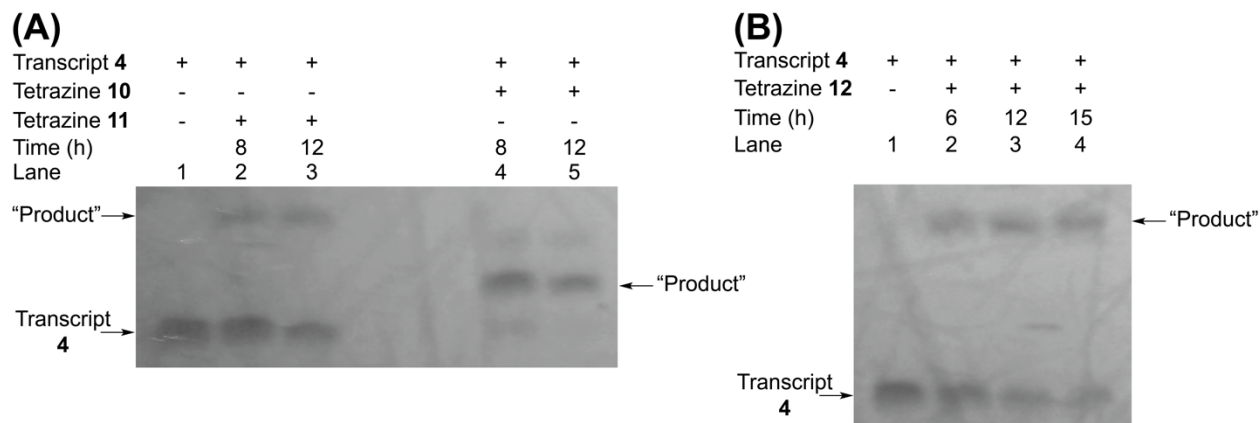 (A)
Transcript 4 + + + + +
Tetrazine 10 - - - + +
Tetrazine 11 - + + - -
Time (h) 8 12 8 12
Lane 1 2 3 4 5
“Product”
“Product”
Transcript
4
(B)
Transcript 4 + + + +
Tetrazine 12 - + + +
Time (h) 6 12 15
Lane 1 2 3 4
“Product”
Transcript
4